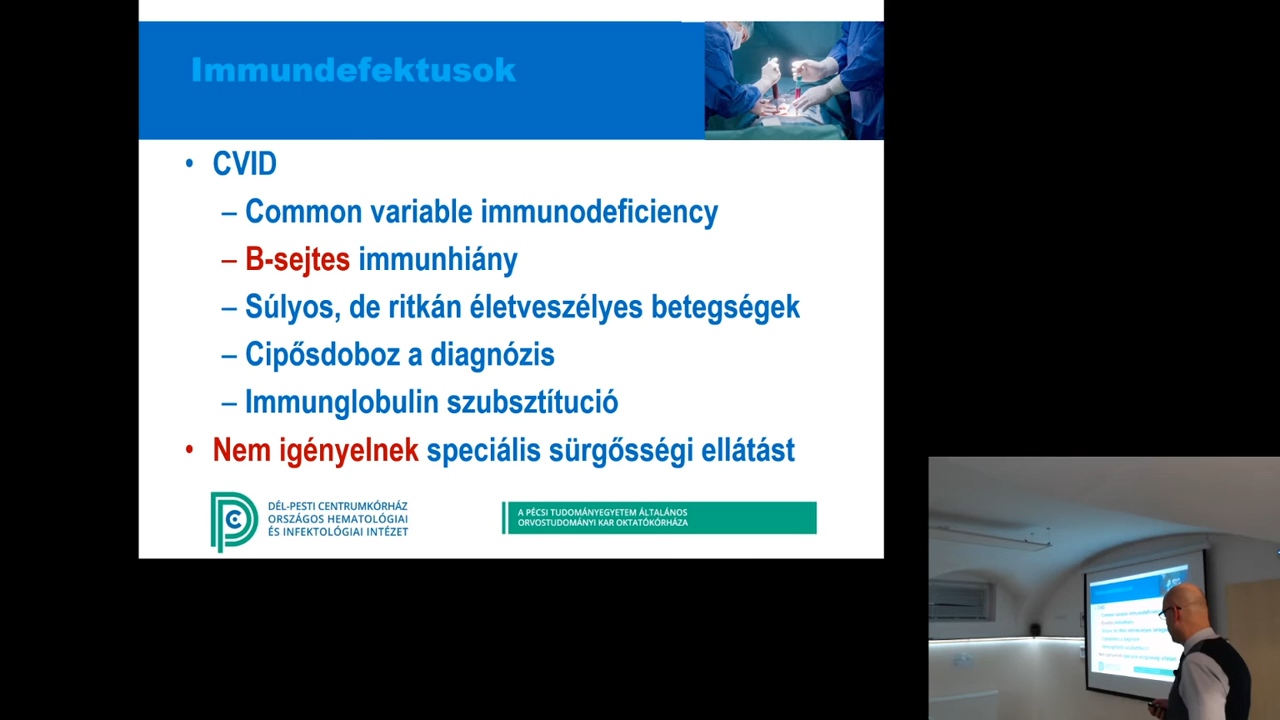 Immundefektusok
• CVID
– Common variable immunodeficiency
– B-sejtes immunhiány
– Súlyos, de ritkán életveszélyes betegségek
– Cipősdoboz a diagnózis
– Immunglobulin szubsztítució
• Nem igényelnek speciális sürgősségi ellátást
DÉL-PESTI CENTRUMKÓRHÁZ
ORSZÁGOS HEMATOLÓGIAI
ÉS INFEKTOLÓGIAI INTÉZET
A PÉCSI TUDOMÁNYEGYETEM ÁLTALÁNOS
ORVOSTUDOMÁNYI KAR OKTATÓKÓRHÁZA